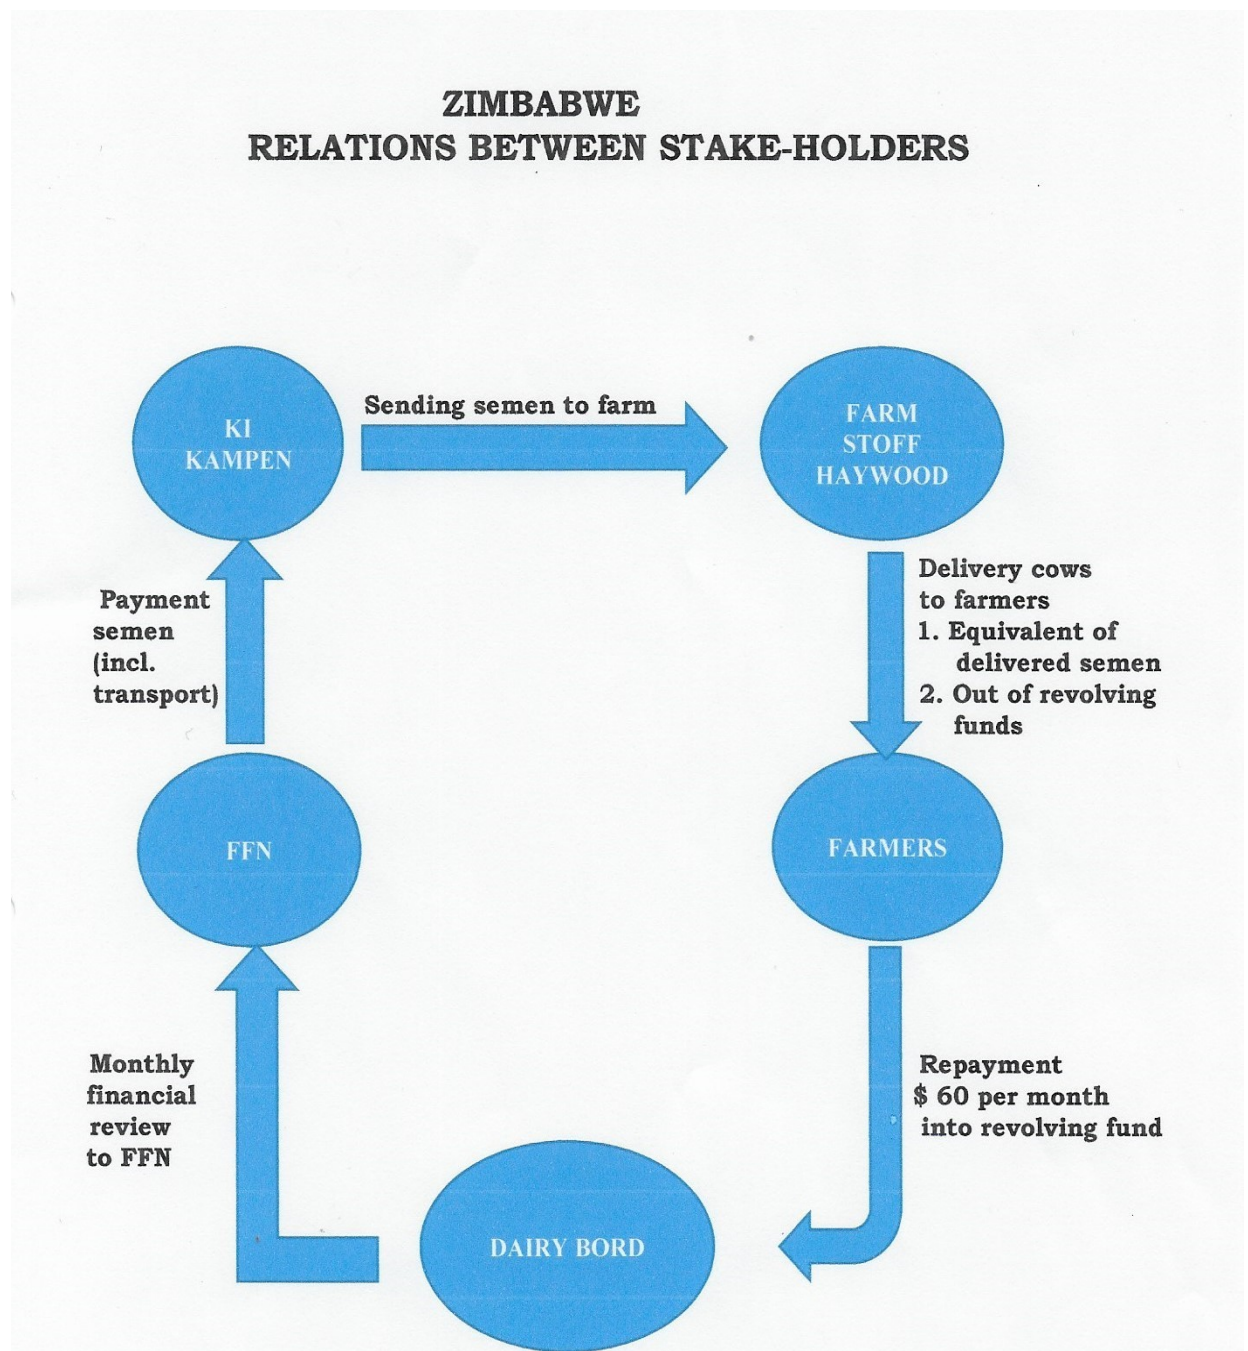 ZIMBABWE
RELATIONS BETWEEN STAKE-HOLDERS
KI
KAMPEN
Sending semen to farm
FARM
STOFF
HAYWOOD
Payment
semen
(incl.
transport)
Delivery cows
to farmers
1. Equivalent of
delivered semen
2. Out of revolving
funds
FFN
FARMERS
Monthly
financial
review
to FFN
Repayment
$ 60 per month
into revolving fund
DAIRY BORD